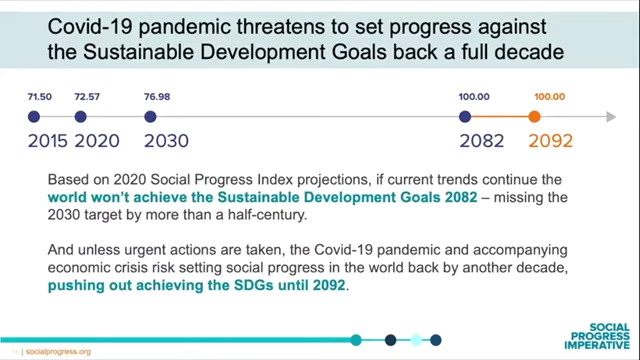 Covid-19 pandemic threatens to set progress against
the Sustainable Development Goals back a full decade
71.50 72.57 76.98 100.00 100.00
2015 2020 2030 2082 2092
Based on 2020 Social Progress Index projections, if current trends continue the
world won't achieve the Sustainable Development Goals 2082 – missing the
2030 target by more than a half-century.
And unless urgent actions are taken, the Covid-19 pandemic and accompanying
economic crisis risk setting social progress in the world back by another decade,
pushing out achieving the SDGs until 2092.
| socialprogress.org
SOCIAL
PROGRESS
IMPERATIVE